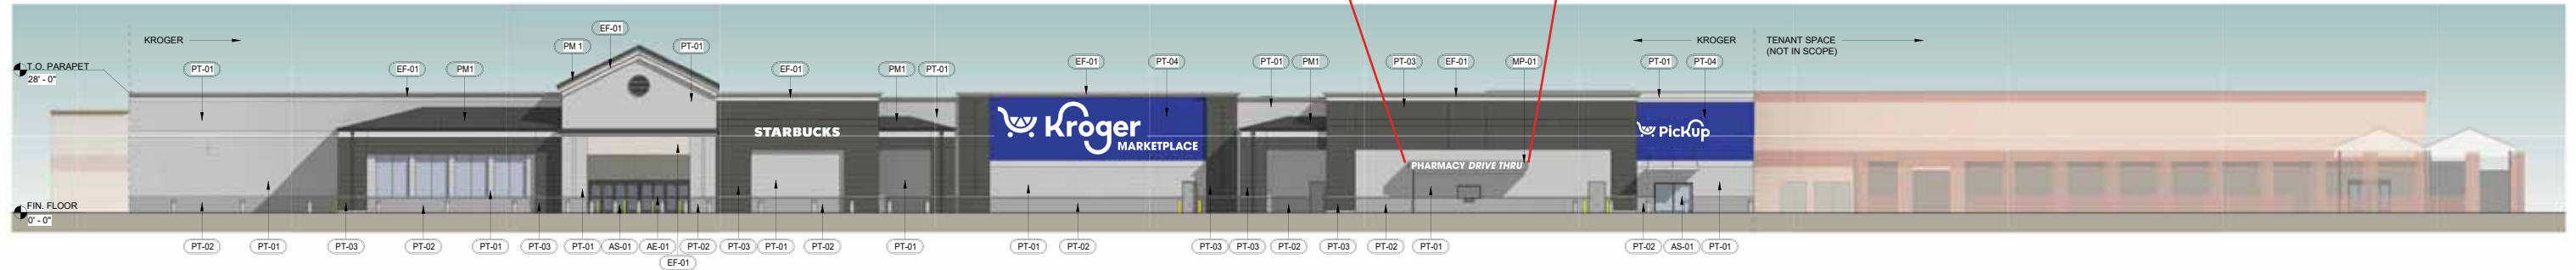 EF-01
KROGER
PM 1
PT-01
KROGER
TENANT SPACE
(NOT IN SCOPE)
T.O. PARAPET
28' - 0"
PT-01
EF-01
PM1
EF-01
PM1
PT-01
EF-01
PT-04
PT-01
PM1
PT-03
EF-01
MP-01
PT-01
PT-04
STARBUCKS
Kroger
MARKETPLACE
PickUp
PHARMACY DRIVE THRU
FIN. FLOOR
0' - 0"
PT-02
PT-01
PT-03
PT-02
PT-01
PT-03
PT-01
AS-01
AE-01
PT-02
PT-03
PT-01
PT-02
PT-01
PT-01
PT-02
PT-03
PT-03
PT-02
PT-03
PT-02
PT-01
PT-02
AS-01
PT-01
EF-01